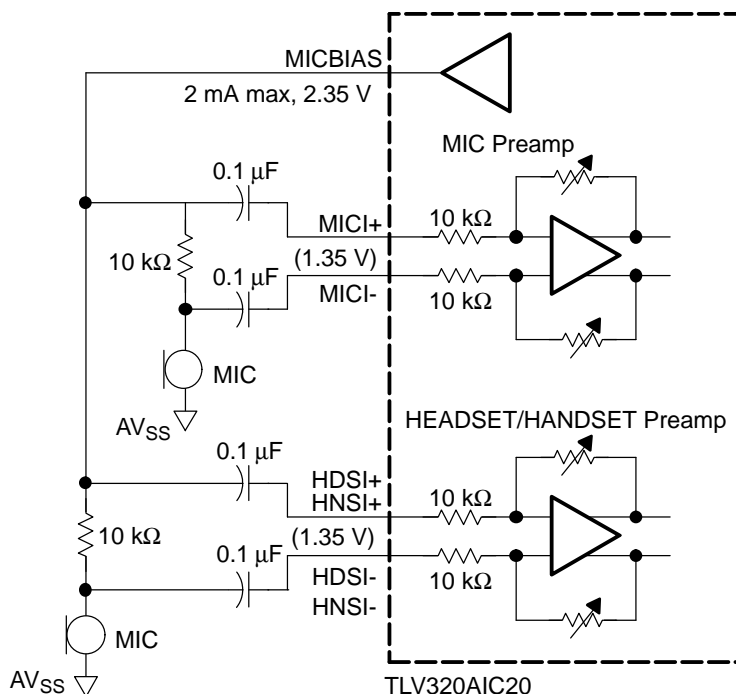 MICBIAS
2 mA max, 2.35 V
MIC Preamp
0.1 μF
MICI+
10 kΩ
10 kΩ
0.1 μF
(1.35 V)
MICI-
10 kΩ
MIC
AVSS
HEADSET/HANDSET Preamp
0.1 μF
HDSI+
HNSI+
10 kΩ
10 kΩ
0.1 μF
(1.35 V)
10 kΩ
HDSI-
HNSI-
MIC
AVSS
TLV320AIC20